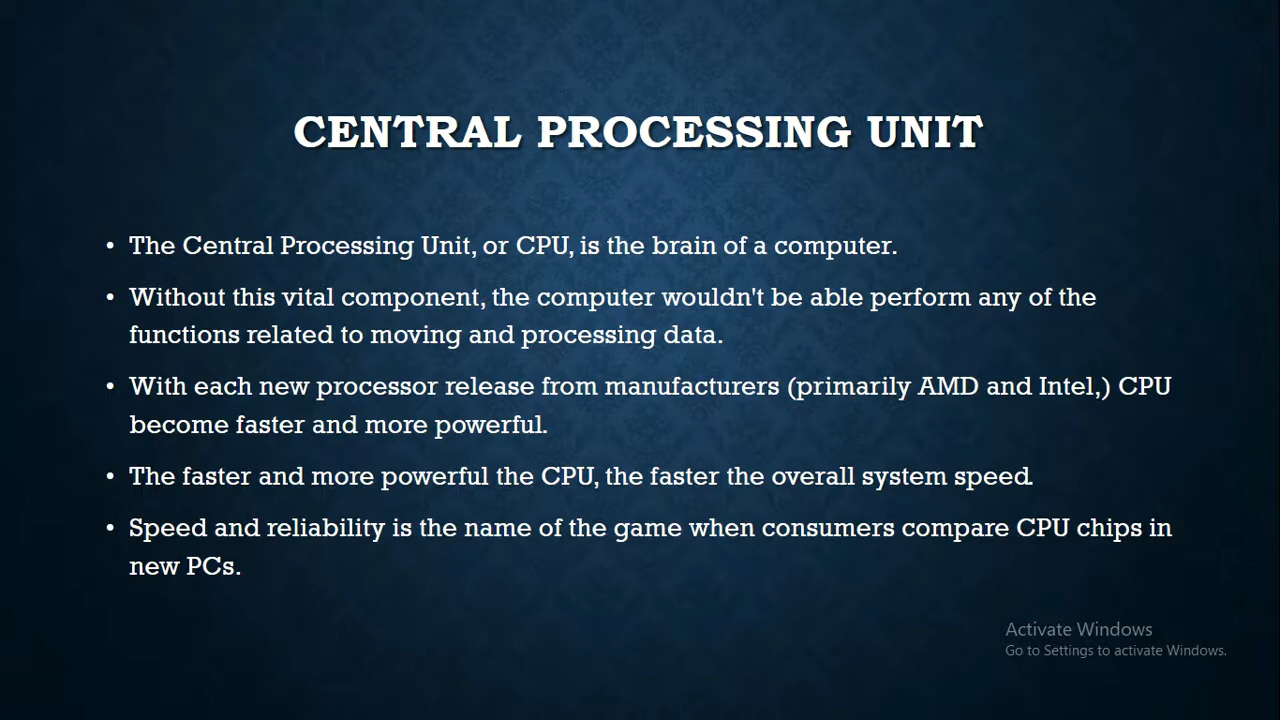 CENTRAL PROCESSING UNIT
• The Central Processing Unit, or CPU, is the brain of a computer.
• Without this vital component, the computer wouldn't be able perform any of the
functions related to moving and processing data.
• With each new processor release from manufacturers (primarily AMD and Intel,) CPU
become faster and more powerful.
• The faster and more powerful the CPU, the faster the overall system speed.
• Speed and reliability is the name of the game when consumers compare CPU chips in
new PCs.
Activate Windows
Go to Settings to activate Windows.